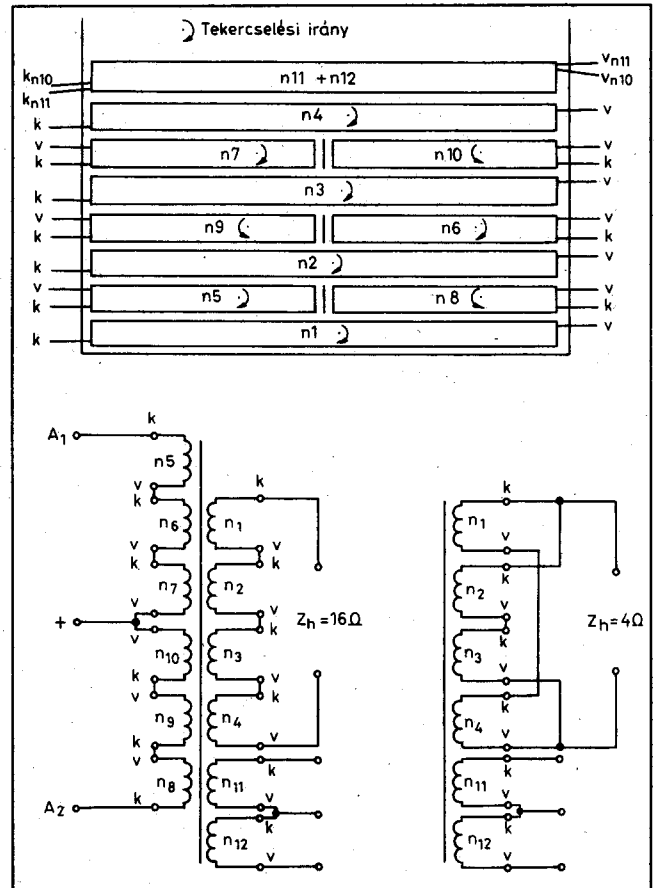 Tekercselési irány
n11 + n12
vn11
vn10
kn10
kn11
n4
k
v
v
k
n7
n10
v
k
n3
k
v
v
k
n9
n6
v
k
n2
k
v
v
k
n5
n8
v
k
n1
k
v
A1
k
n5
v
k
n6
v
k
n7
v
+
v
n10
k
v
n9
k
v
n8
A2
k
k
n1
v
k
n2
v
k
n3
v
k
n4
v
k
n11
v
k
n12
v
Zh=16Ω
k
n1
v
k
n2
v
k
n3
v
k
n4
v
k
n11
v
k
n12
v
Zh=4Ω